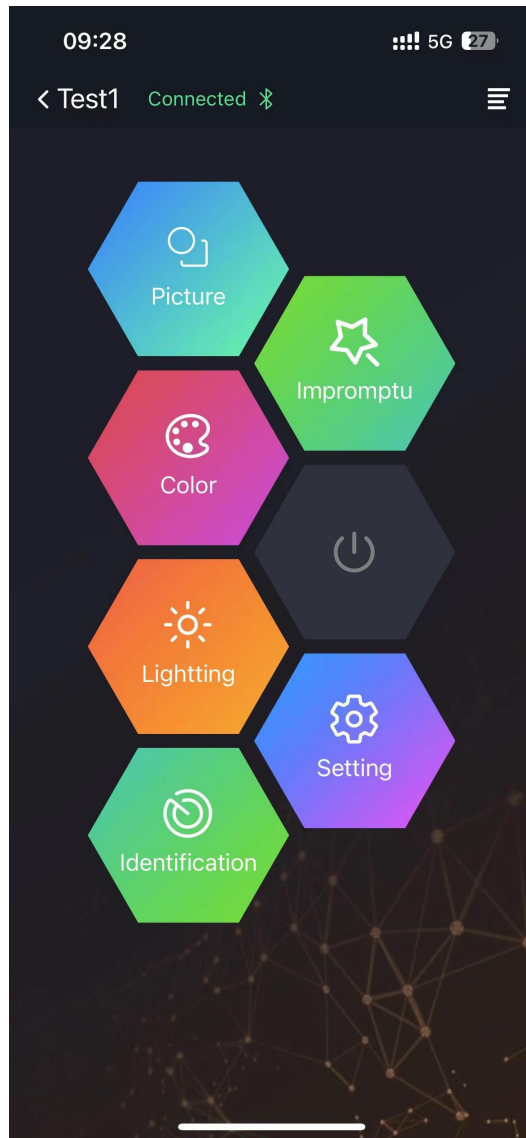 09:28 5G 27
Test1 Connected
Picture
Impromptu
Color
Lightting
Setting
Identification